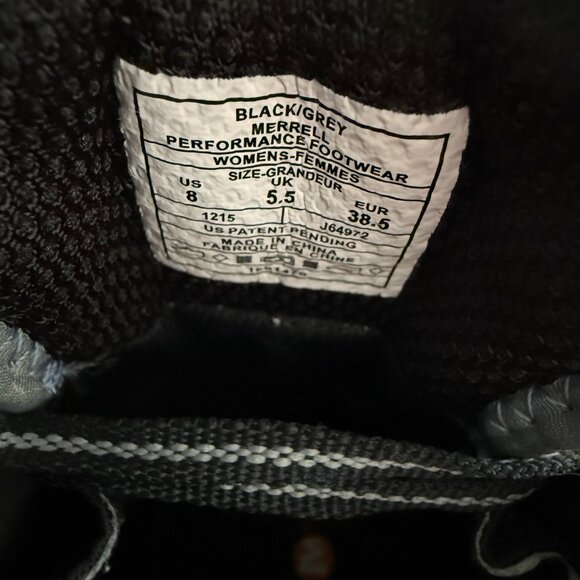 BLACK/GREY
MERRELL
PERFORMANCE FOOTWEAR
WOMENS-FEMMES
SIZE-GRANDEUR
US UK EUR
8 5.5 38.5
1215 J64972
US PATENT PENDING
MADE IN CHINA
FABRIQUE EN CHINE